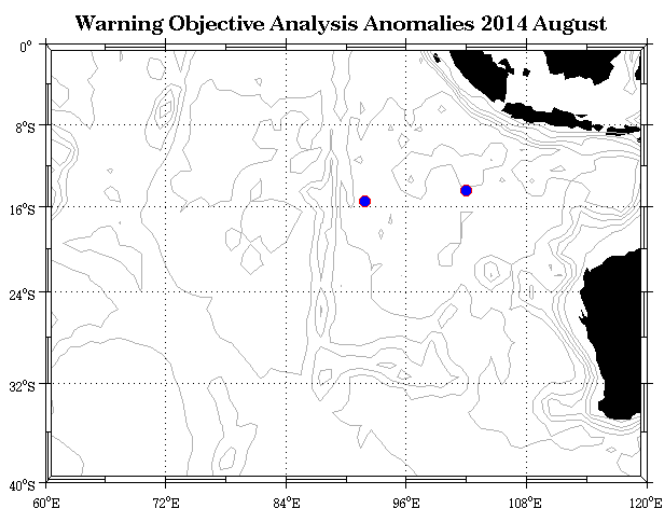 Warning Objective Analysis Anomalies 2014 August
0°
8°S
16°S
24°S
32°S
40°S
60°E 72°E 84°E 96°E 108°E 120°E